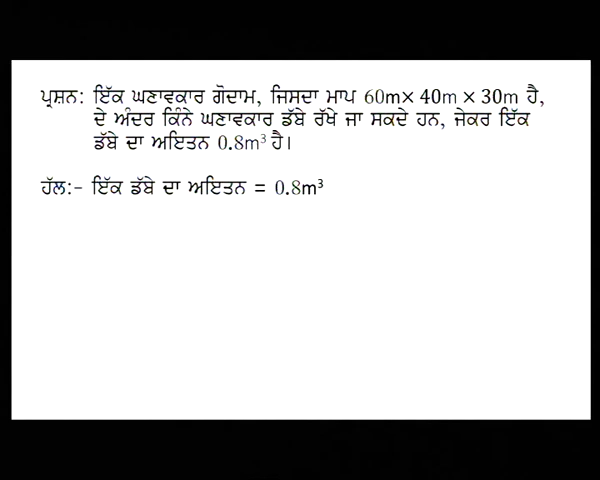 ਪ੍ਰਸ਼ਨ: ਇੱਕ ਘਣਾਵਕਾਰ ਗੋਦਾਮ, ਜਿਸਦਾ ਮਾਪ 60m× 40m × 30m ਹੈ,
ਦੇ ਅੰਦਰ ਕਿੰਨੇ ਘਣਾਵਕਾਰ ਡੱਬੇ ਰੱਖੇ ਜਾ ਸਕਦੇ ਹਨ, ਜੇਕਰ ਇੱਕ
ਡੱਬੇ ਦਾ ਅਇਤਨ 0.8m³ ਹੈ।
ਹੱਲ:- ਇੱਕ ਡੱਬੇ ਦਾ ਅਇਤਨ = 0.8m³